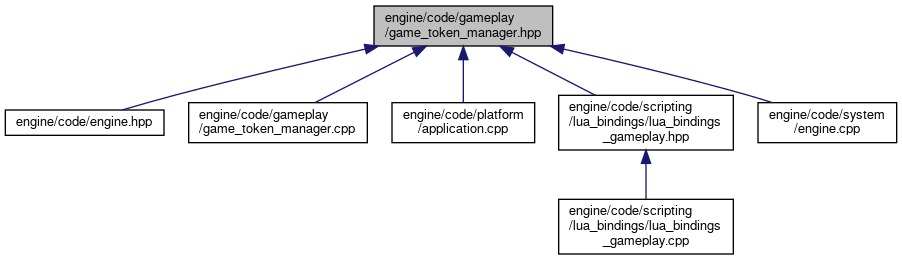 engine/code/gameplay
/game_token_manager.hpp
engine/code/engine.hpp
engine/code/gameplay
/game_token_manager.cpp
engine/code/platform
/application.cpp
engine/code/scripting
/lua_bindings/lua_bindings
_gameplay.hpp
engine/code/system
/engine.cpp
engine/code/scripting
/lua_bindings/lua_bindings
_gameplay.cpp